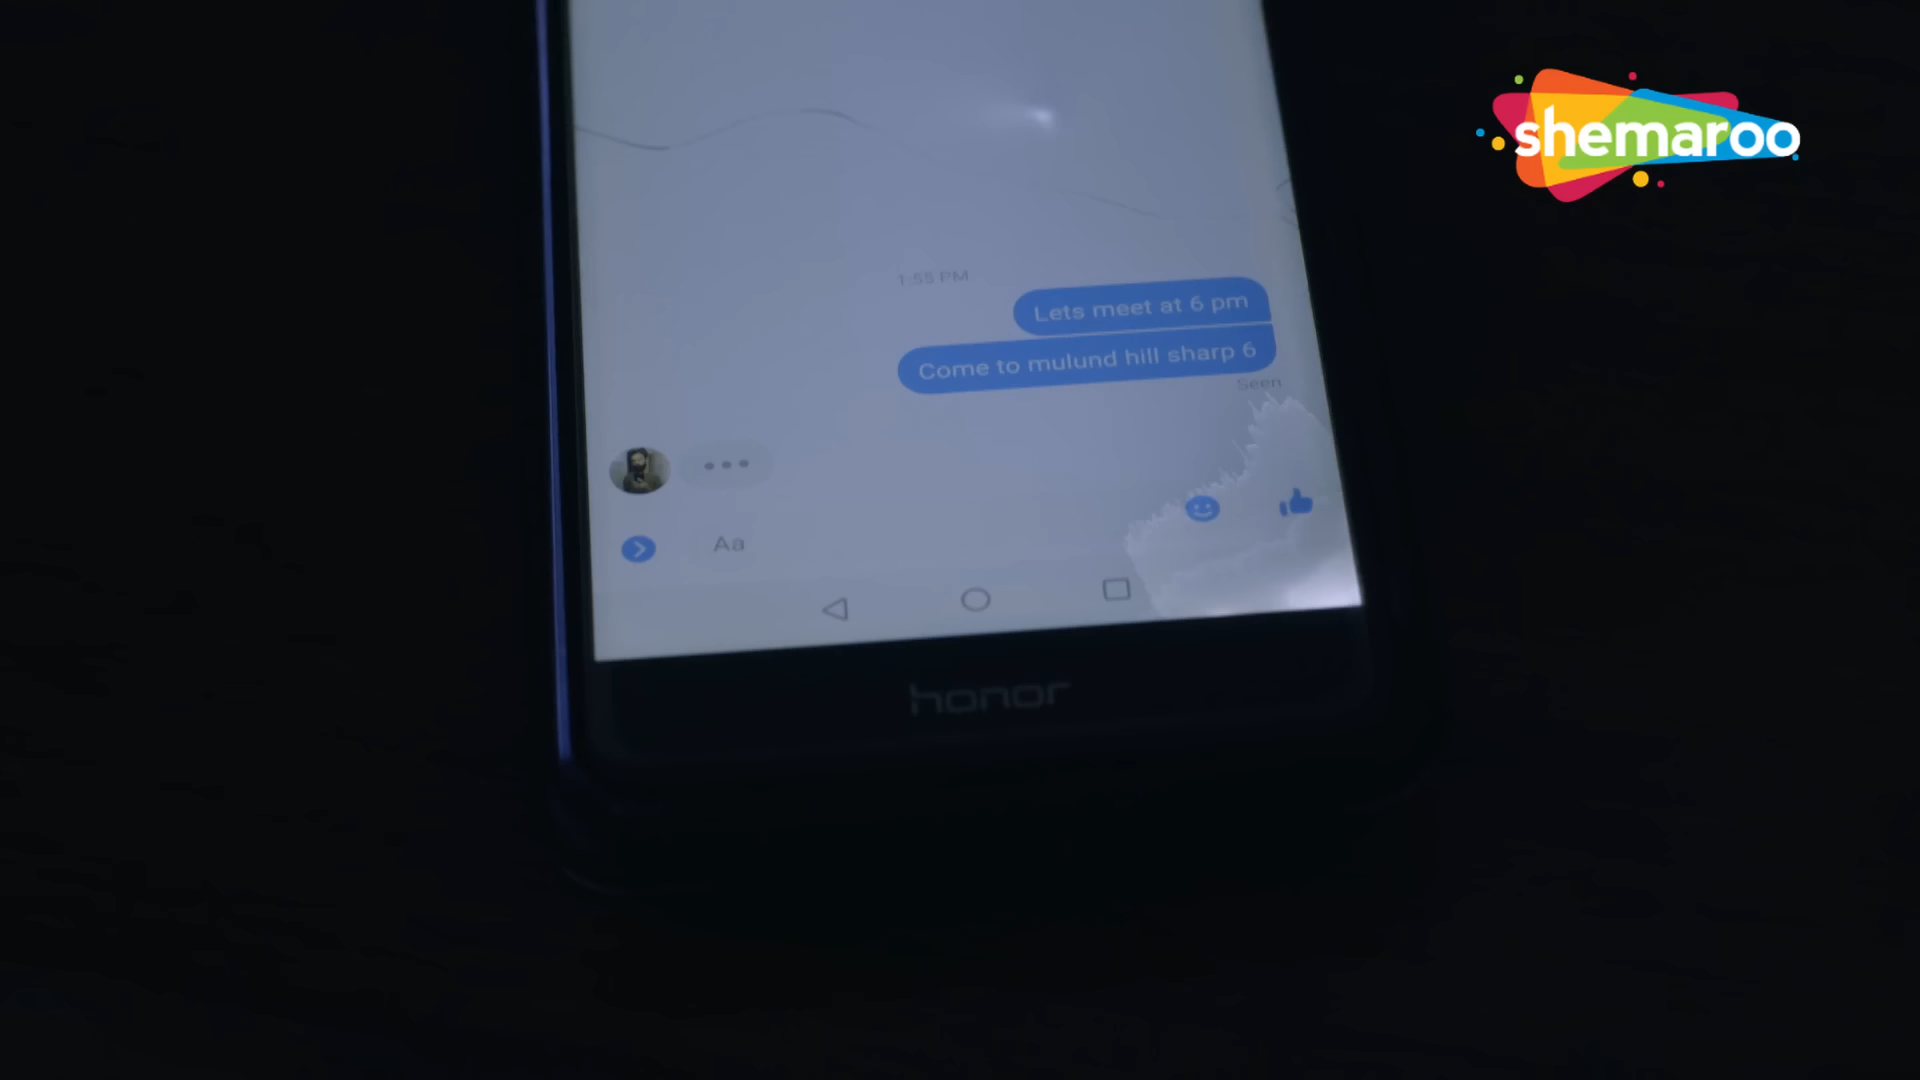 shemaroo
1:55 PM
Lets meet at 6 pm
Come to mulund hill sharp 6
Seen
Aa
honor